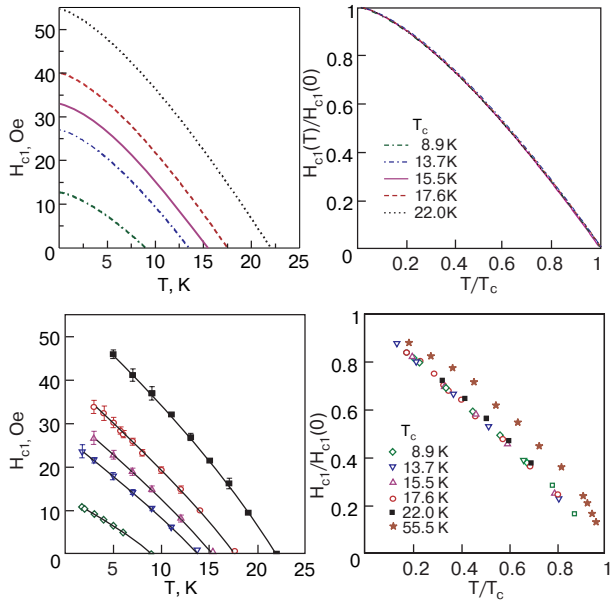 50
40
30
20
10
0
H_c1, Oe
5 10 15 20 25
T, K
1
0.8
0.6
0.4
0.2
0
H_c1(T)/H_c1(0)
T_c
8.9 K
13.7K
15.5K
17.6K
22.0K
0.2 0.4 0.6 0.8 1
T/T_c
50
40
30
20
10
0
H_c1, Oe
5 10 15 20 25
T, K
1
0.8
0.6
0.4
0.2
0
H_c1/H_c1(0)
T_c
8.9 K
13.7 K
15.5 K
17.6 K
22.0 K
55.5 K
0.2 0.4 0.6 0.8 1
T/T_c